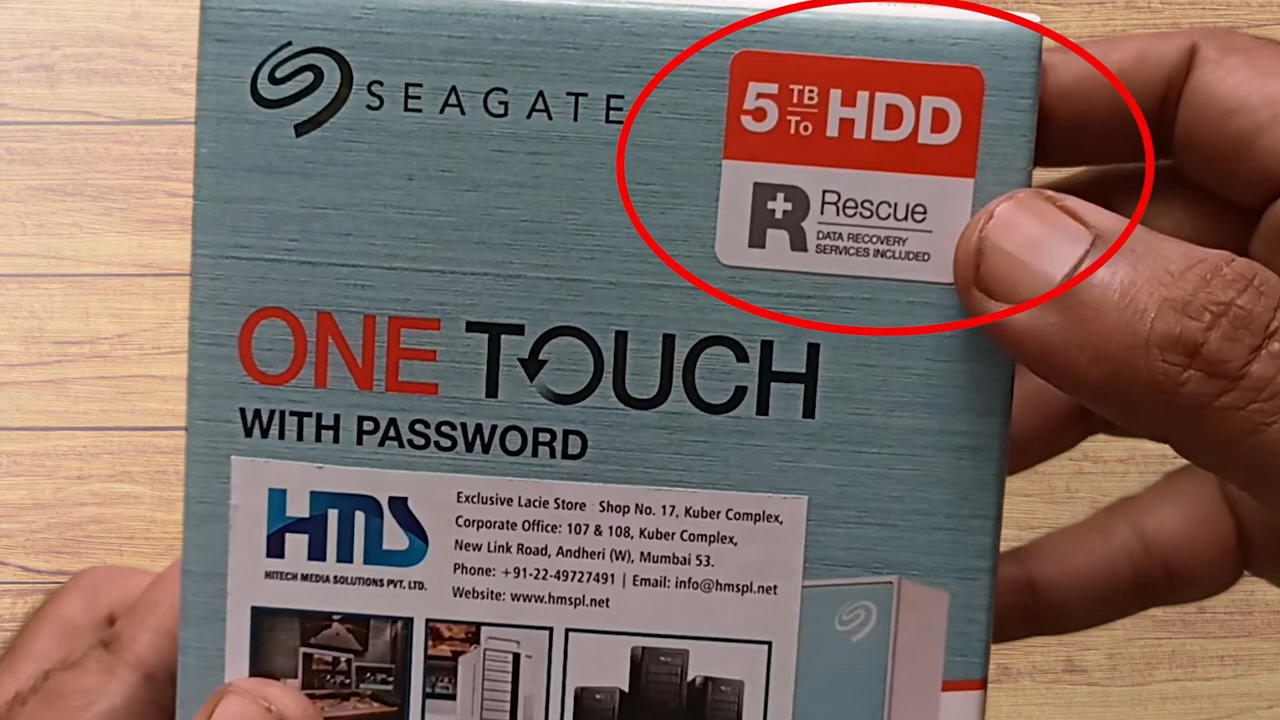 SEAGATE
5 TB
To HDD
R Rescue
DATA RECOVERY
SERVICES INCLUDED
ONE TOUCH
WITH PASSWORD
HMS
HITECH MEDIA SOLUTIONS PVT. LTD.
Exclusive Lacie Store Shop No. 17, Kuber Complex,
Corporate Office: 107 & 108, Kuber Complex,
New Link Road, Andheri (W), Mumbai 53.
Phone: +91-22-49727491 | Email: info@hmspl.net
Website: www.hmspl.net